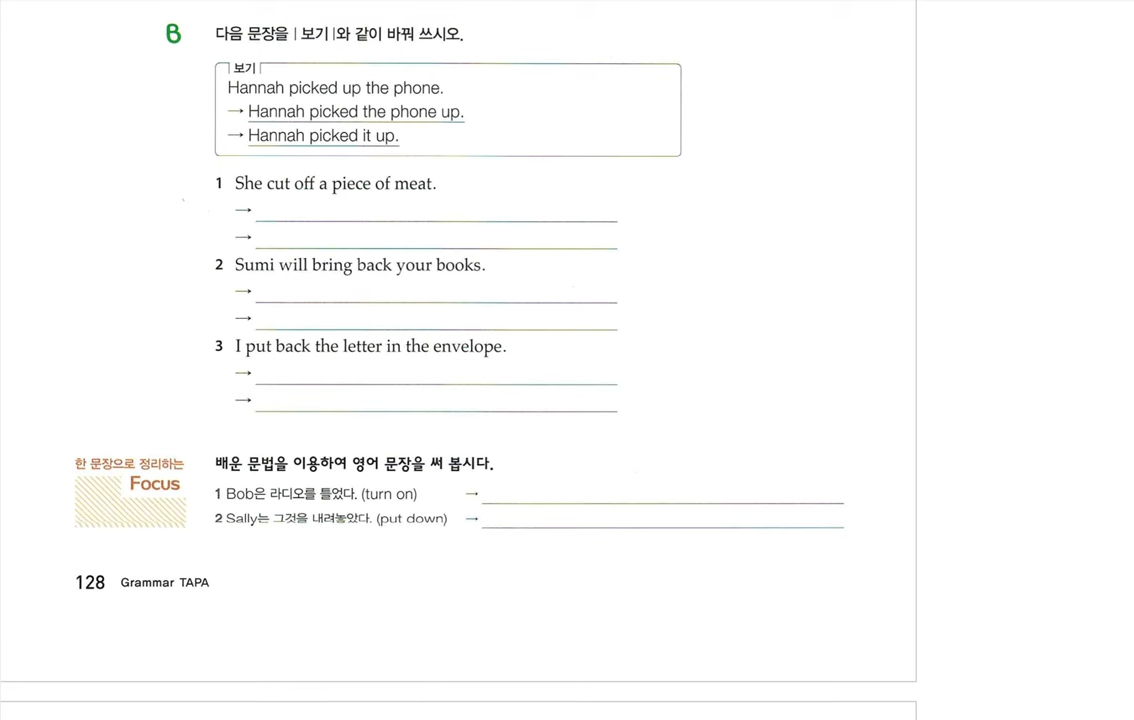 B 다음 문장을 | 보기 |와 같이 바꿔 쓰시오.
보기
Hannah picked up the phone.
→ Hannah picked the phone up.
→ Hannah picked it up.
1 She cut off a piece of meat.
→
→
2 Sumi will bring back your books.
→
→
3 I put back the letter in the envelope.
→
→
한 문장으로 정리하는
Focus
배운 문법을 이용하여 영어 문장을 써 봅시다.
1 Bob은 라디오를 틀었다. (turn on) →
2 Sally는 그것을 내려놓았다. (put down) →
128 Grammar TAPA